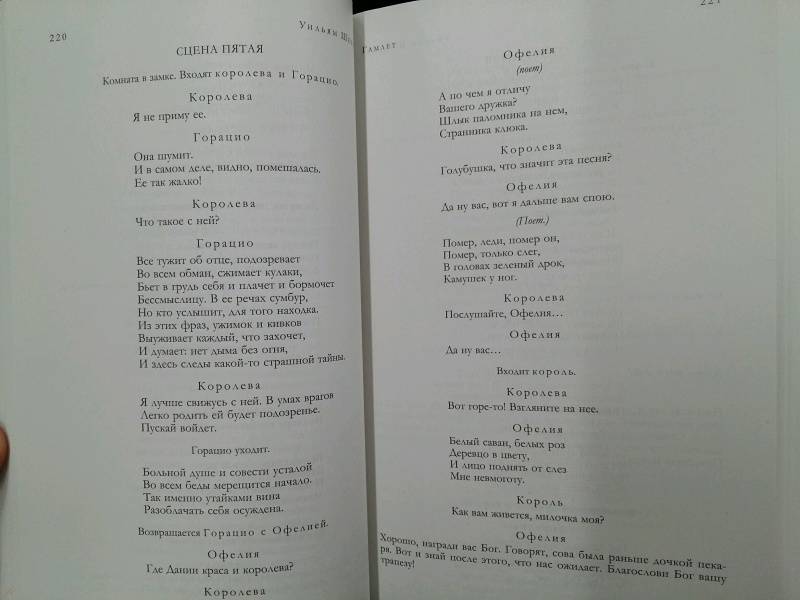 220
Уильям Шек
СЦЕНА ПЯТАЯ
Комната в замке. Входят королева и Горацио.
Королева
Я не приму ее.
Горацио
Она шумит.
И в самом деле, видно, помешалась.
Ее так жалко!
Королева
Что такое с ней?
Горацио
Все тужит об отце, подозревает
Во всем обман, сжимает кулаки,
Бьет в грудь себя и плачет и бормочет
Бессмыслицу. В ее речах сумбур,
Но кто услышит, для того находка.
Из этих фраз, ужимок и кивков
Выуживает каждый, что захочет,
И думает: нет дыма без огня,
И здесь следы какой-то страшной тайны.
Королева
Я лучше свижусь с ней. В умах врагов
Легко родить ей будет подозренье.
Пускай войдет.
Горацио уходит.
Больной душе и совести усталой
Во всем беды мерещится начало.
Так именно утайками вина
Разоблачать себя осуждена.
Возвращается Горацио с Офелией.
Офелия
Где Дании краса и королева?
Королева
Гамлет
221
Офелия
(поет)
А по чем я отличу
Вашего дружка?
Шлык паломника на нем,
Странника клюка.
Королева
Голубушка, что значит эта песня?
Офелия
Да ну вас, вот я дальше вам спою.
(Поет.)
Помер, леди, помер он,
Помер, только слег,
В головах зеленый дрок,
Камушек у ног.
Королева
Послушайте, Офелия...
Офелия
Да ну вас...
Входит король.
Королева
Вот горе-то! Взгляните на нее.
Офелия
Белый саван, белых роз
Деревцо в цвету,
И лицо поднять от слез
Мне невмоготу.
Король
Как вам живется, милочка моя?
Офелия
Хорошо, награди вас Бог. Говорят, сова была раньше дочкой пека-
ря. Вот и знай после этого, что нас ожидает. Благослови Бог вашу
трапезу!